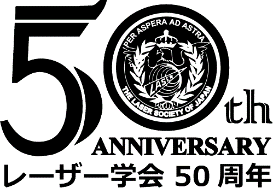 50th
PER ASPERA AD ASTRA
THE LASER SOCIETY OF JAPAN
ANNIVERSARY
レーザー学会 50 周年